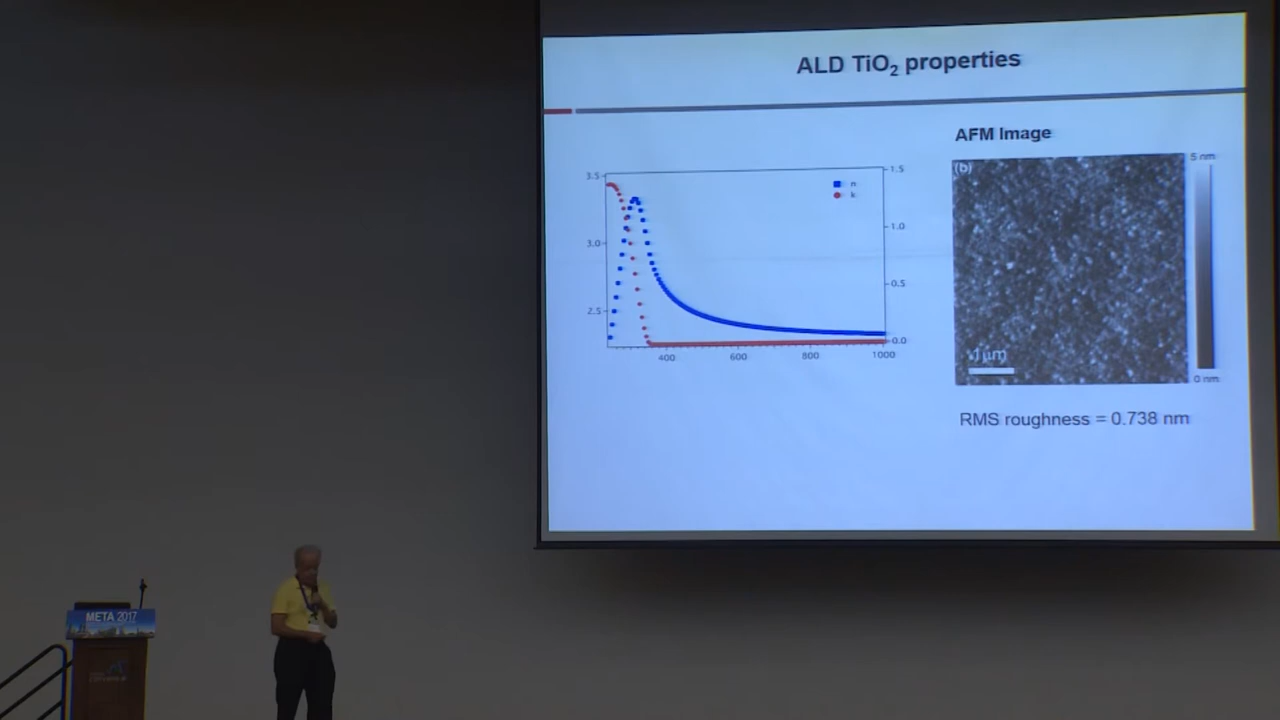 ALD TiO₂ properties
AFM Image
3.5
3.0
2.5
1.5
1.0
0.5
0.0
400
600
800
1000
n
k
(b)
1μm
5 nm
0 nm
RMS roughness = 0.738 nm
META 2017